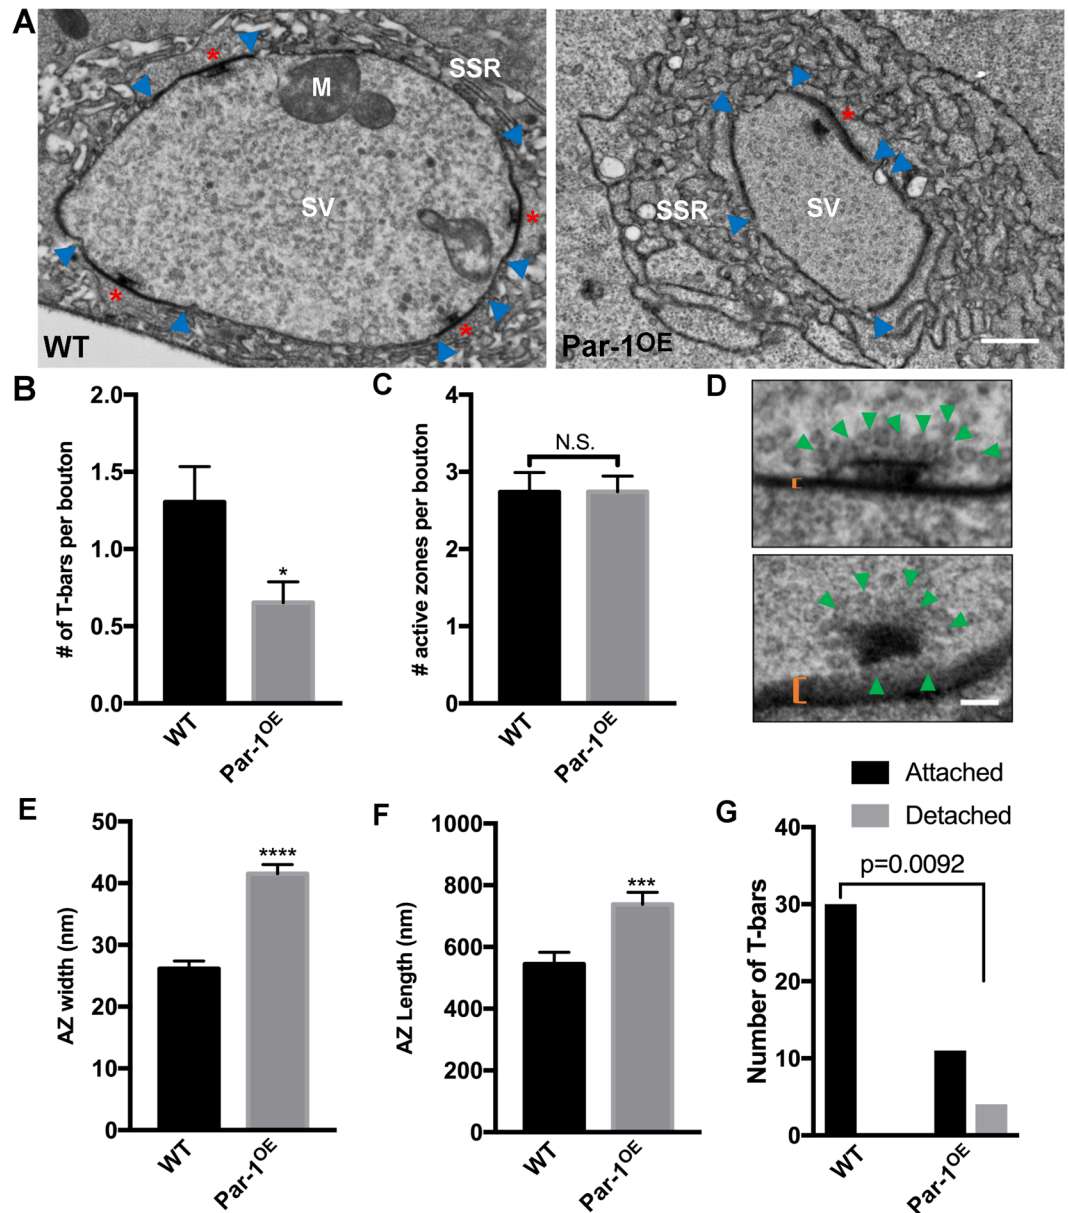 A
*
SSR
M
SV
*
*
*
WT
*
SSR
SV
Par-1OE
B
# of T-bars per bouton
2.0
1.5
1.0
0.5
0.0
*
WT
Par-1OE
C
# active zones per bouton
4
3
2
1
0
N.S.
WT
Par-1OE
D
E
AZ width (nm)
50
40
30
20
10
0
****
WT
Par-1OE
F
AZ Length (nm)
1000
800
600
400
200
0
***
WT
Par-1OE
G
Attached
Detached
Number of T-bars
40
30
20
10
0
p=0.0092
WT
Par-1OE